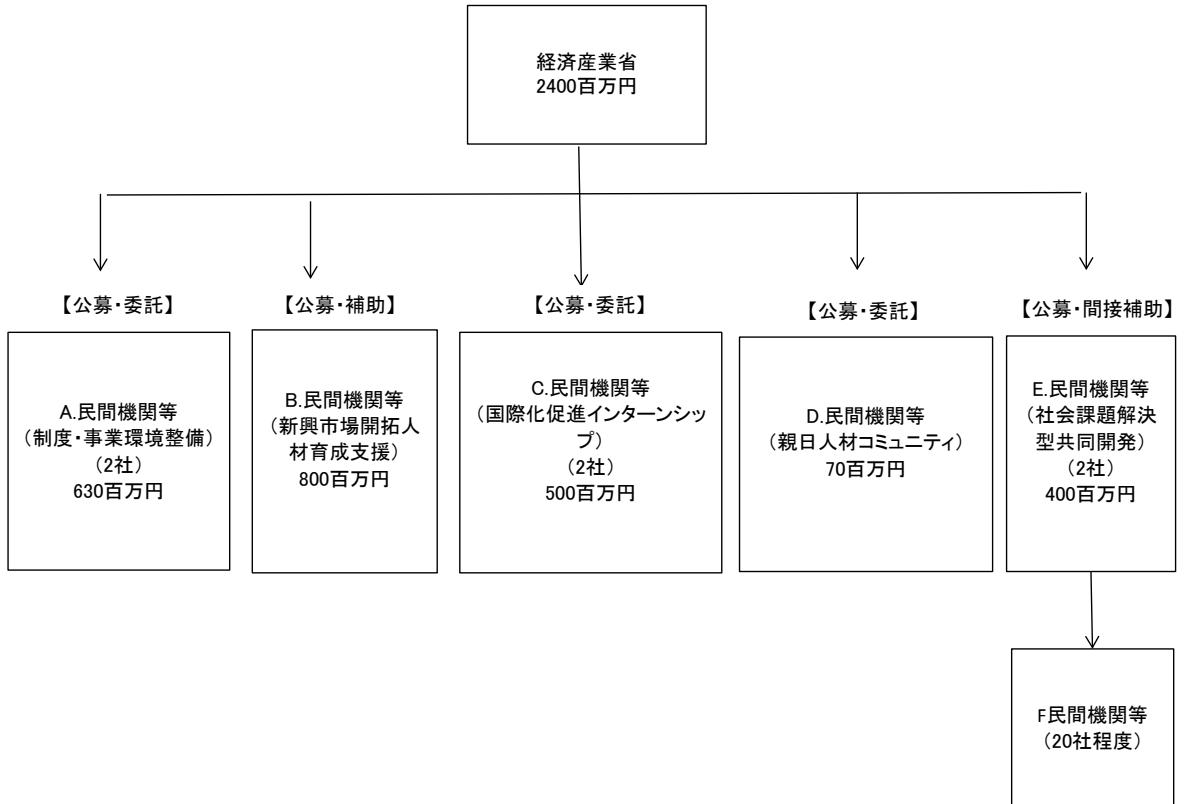 経済産業省
2400百万円
【公募・委託】
【公募・補助】
【公募・委託】
【公募・委託】
【公募・間接補助】
A.民間機関等
（制度・事業環境整備）
（2社）
630百万円
B.民間機関等
（新興市場開拓人
材育成支援）
800百万円
C.民間機関等
（国際化促進インターンシッ
プ）
（2社）
500百万円
D.民間機関等
（親日人材コミュニティ）
70百万円
E.民間機関等
（社会課題解決
型共同開発）
（2社）
400百万円
F民間機関等
（20社程度）